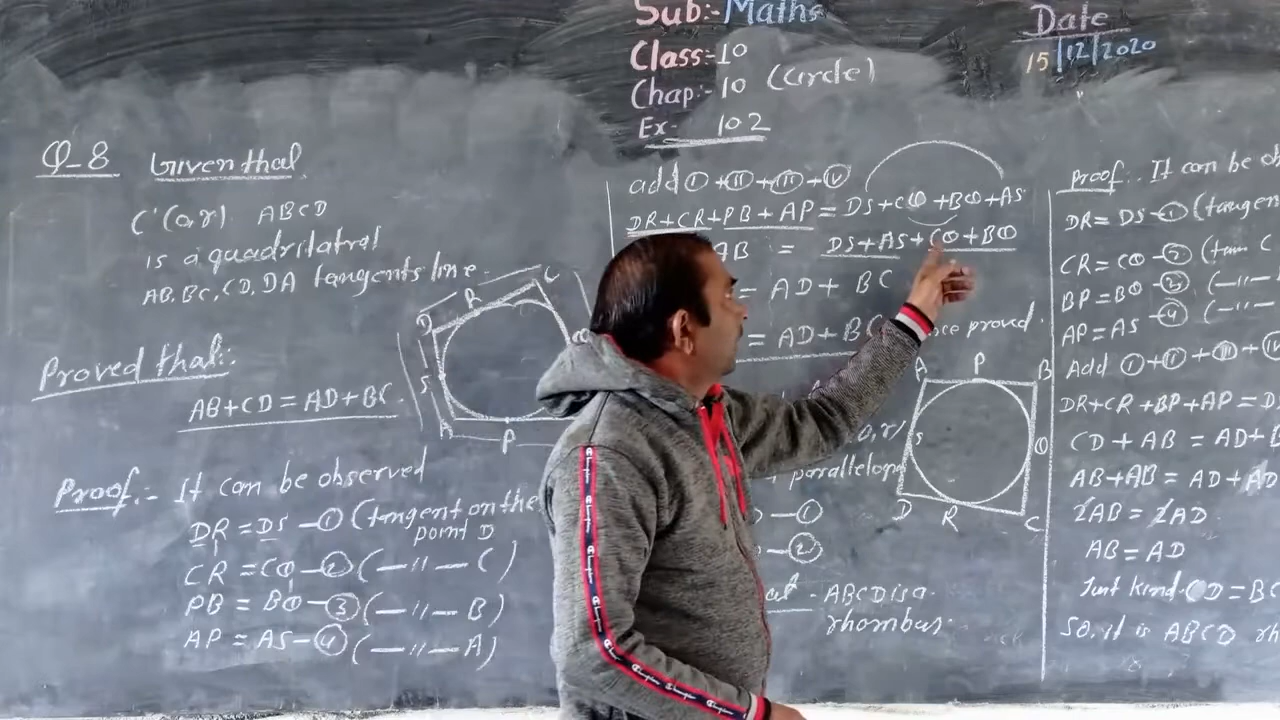 Sub:- Maths
Class:-10
Chap:- 10 (Circle)
Ex- 10.2
Date
15/12/2020
Q-8 Given that
C'(O,r) ABCD
is a quadrilatral
AB, BC, CD, DA tangents line-
Proved that:-
AB+CD = AD+BC.
Proof:- It can be observed
DR = DS -① (tangent on the
point D
CR = CQ -② (-॥- C)
PB = BQ -③ (-॥- B)
AP = AS -④ (-॥- A)
R C
D
S
A P
add ① +②+③+④
DR+CR+PB+AP = DS+CQ+BQ+AS
AB = DS+AS+CQ+BQ
= AD+ BC
= AD+BC
proved.
O,r)
-①
-②
ABCD is a
rhombus.
A P B
S Q
D R C
Proof:- It can be
DR= DS -①
CR= CQ -②
BP= BQ -③ (-॥-
AP= AS -④ (-॥-
Add ①+②+③+④
DR+CR+BP+AP = D
CD + AB = AD+B
AB+AB = AD+AD
2AB = 2AD
AB = AD
Just kind. CD = BC
So, it is ABCD